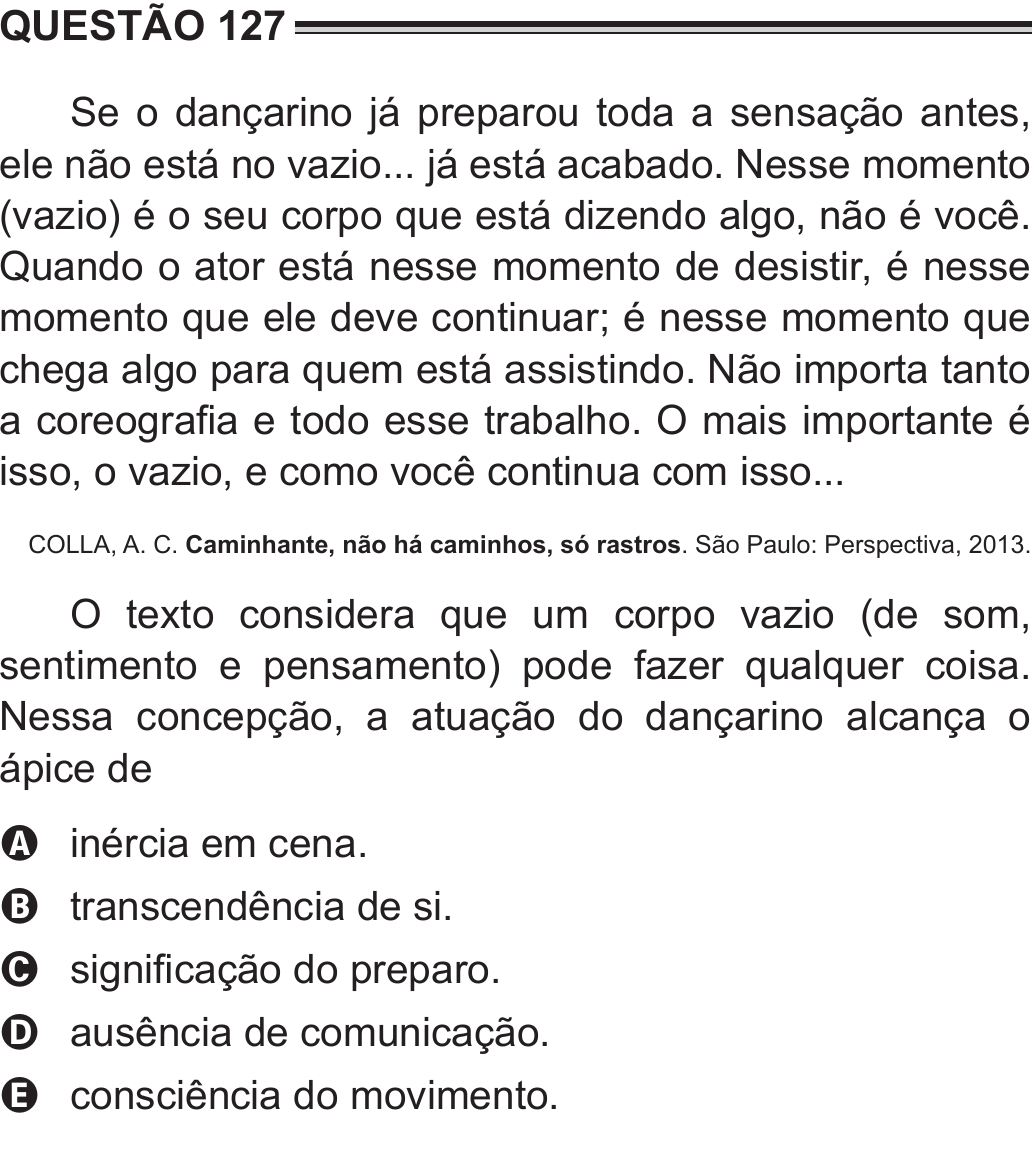 QUESTÃO 127
Se o dançarino já preparou toda a sensação antes,
ele não está no vazio... já está acabado. Nesse momento
(vazio) é o seu corpo que está dizendo algo, não é você.
Quando o ator está nesse momento de desistir, é nesse
momento que ele deve continuar; é nesse momento que
chega algo para quem está assistindo. Não importa tanto
a coreografia e todo esse trabalho. O mais importante é
isso, o vazio, e como você continua com isso...
COLLA, A. C. Caminhante, não há caminhos, só rastros. São Paulo: Perspectiva, 2013.
O texto considera que um corpo vazio (de som,
sentimento e pensamento) pode fazer qualquer coisa.
Nessa concepção, a atuação do dançarino alcança o
ápice de
A inércia em cena.
B transcendência de si.
C significação do preparo.
D ausência de comunicação.
E consciência do movimento.